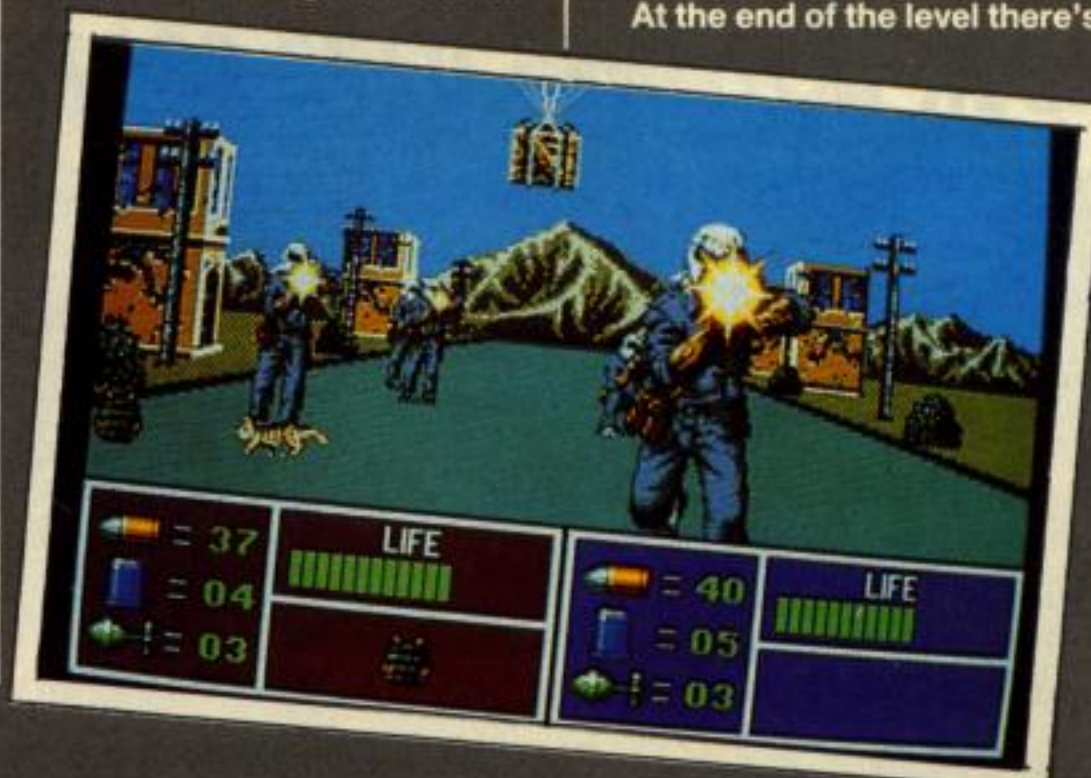 At the end of the level there's
= 37
LIFE
= 04
= 03
= 40
LIFE
= 05
= 03